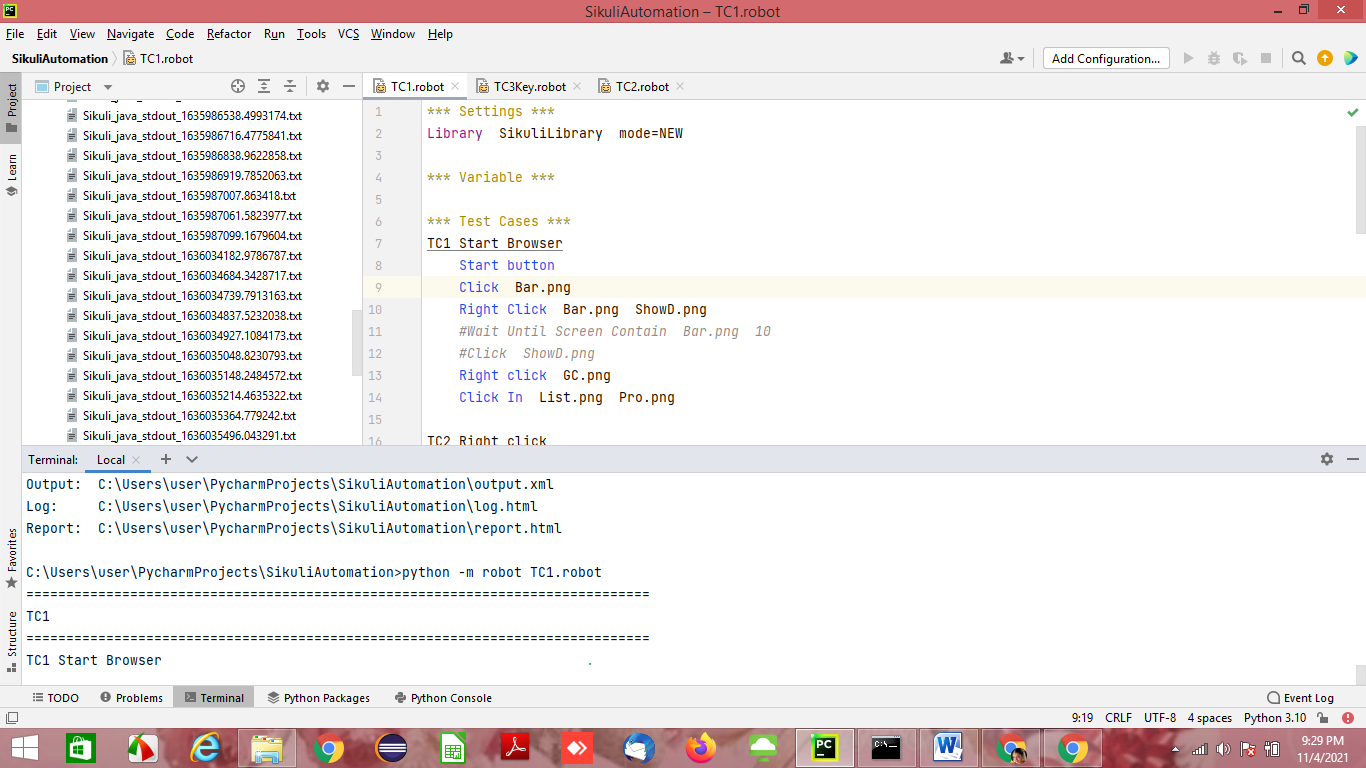 SikuliAutomation – TC1.robot
File Edit View Navigate Code Refactor Run Tools VCS Window Help
SikuliAutomation TC1.robot Add Configuration...
Project
TC1.robot TC3Key.robot TC2.robot
Project
Learn
Favorites
Structure
Sikuli_java_stdout_1635986538.4993174.txt
Sikuli_java_stdout_1635986716.4775841.txt
Sikuli_java_stdout_1635986838.9622858.txt
Sikuli_java_stdout_1635986919.7852063.txt
Sikuli_java_stdout_1635987007.863418.txt
Sikuli_java_stdout_1635987061.5823977.txt
Sikuli_java_stdout_1635987099.1679604.txt
Sikuli_java_stdout_1636034182.9786787.txt
Sikuli_java_stdout_1636034684.3428717.txt
Sikuli_java_stdout_1636034739.7913163.txt
Sikuli_java_stdout_1636034837.5232038.txt
Sikuli_java_stdout_1636034927.1084173.txt
Sikuli_java_stdout_1636035048.8230793.txt
Sikuli_java_stdout_1636035148.2484572.txt
Sikuli_java_stdout_1636035214.4635322.txt
Sikuli_java_stdout_1636035364.779242.txt
Sikuli_java_stdout_1636035496.043291.txt
1 *** Settings ***
2 Library  SikuliLibrary  mode=NEW
3
4 *** Variable ***
5
6 *** Test Cases ***
7 TC1 Start Browser
8     Start button
9     Click  Bar.png
10     Right Click  Bar.png  ShowD.png
11     #Wait Until Screen Contain  Bar.png  10
12     #Click  ShowD.png
13     Right click  GC.png
14     Click In  List.png  Pro.png
15
16 TC2 Right click
Terminal: Local
Output:  C:\Users\user\PycharmProjects\SikuliAutomation\output.xml
Log:     C:\Users\user\PycharmProjects\SikuliAutomation\log.html
Report:  C:\Users\user\PycharmProjects\SikuliAutomation\report.html
C:\Users\user\PycharmProjects\SikuliAutomation>python -m robot TC1.robot
==============================================================================
TC1
==============================================================================
TC1 Start Browser .
TODO Problems Terminal Python Packages Python Console Event Log
9:19 CRLF UTF-8 4 spaces Python 3.10
9:29 PM
11/4/2021